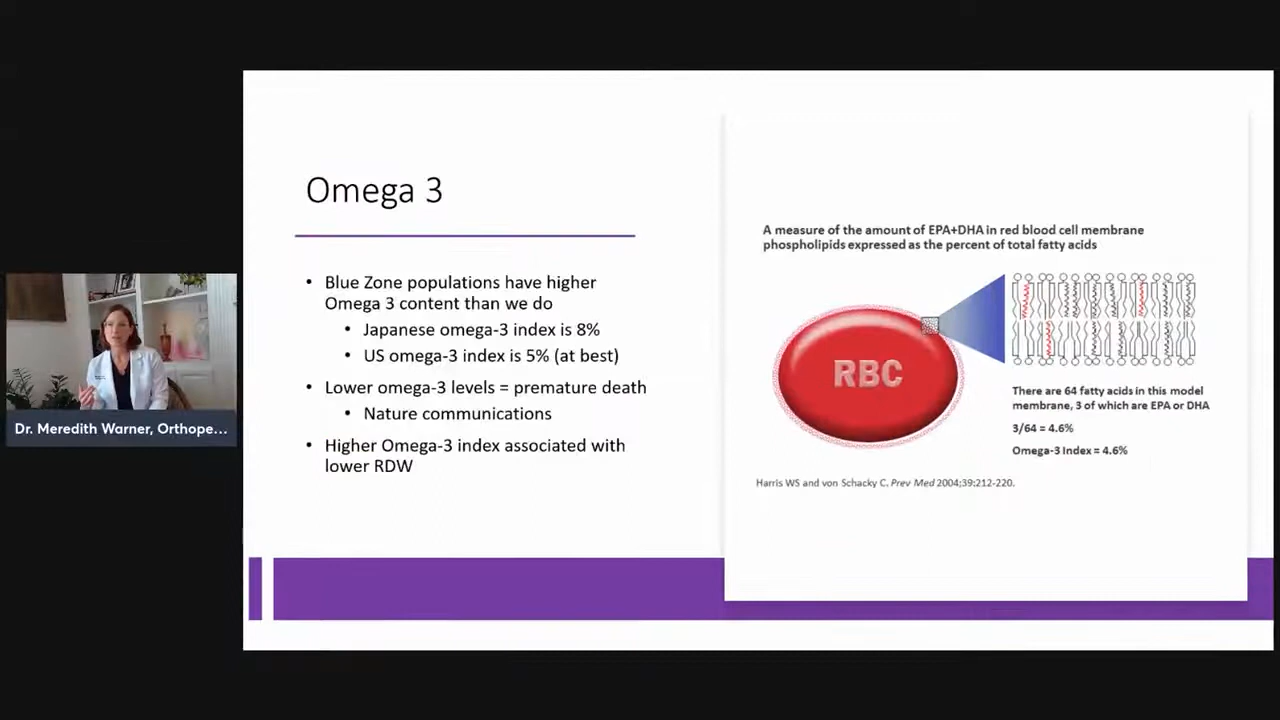 Omega 3
• Blue Zone populations have higher
Omega 3 content than we do
• Japanese omega-3 index is 8%
• US omega-3 index is 5% (at best)
• Lower omega-3 levels = premature death
• Nature communications
• Higher Omega-3 index associated with
lower RDW
A measure of the amount of EPA+DHA in red blood cell membrane
phospholipids expressed as the percent of total fatty acids
RBC
There are 64 fatty acids in this model
membrane, 3 of which are EPA or DHA
3/64 = 4.6%
Omega-3 Index = 4.6%
Harris WS and von Schacky C. Prev Med 2004;39:212-220.
Dr. Meredith Warner, Orthope...